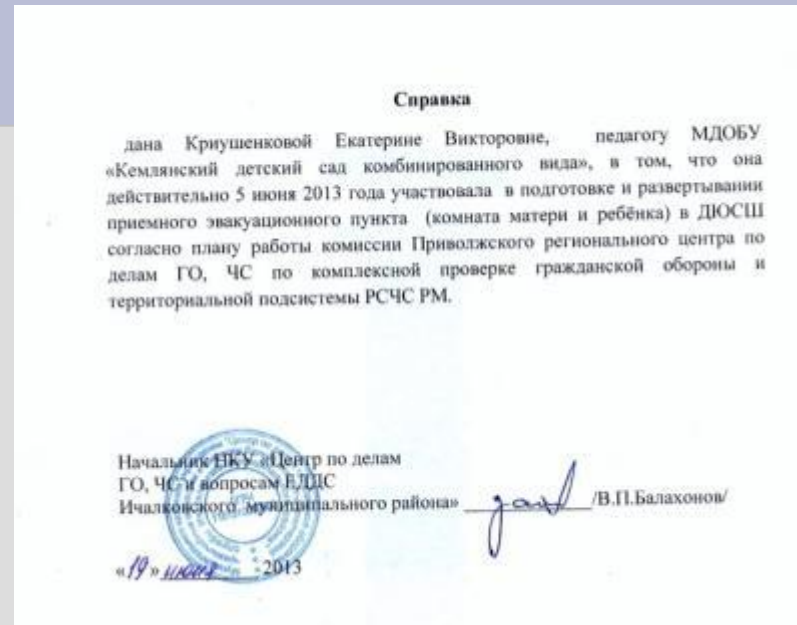 Справка
дана Криушенковой Екатерине Викторовне, педагогу МДОБУ
«Кемлянский детский сад комбинированного вида», в том, что она
действительно 5 июня 2013 года участвовала в подготовке и развертывании
приемного эвакуационного пункта (комната матери и ребёнка) в ДЮСШ
согласно плану работы комиссии Приволжского регионального центра по
делам ГО, ЧС по комплексной проверке гражданской обороны и
территориальной подсистемы РСЧС РМ.
Начальник НКУ «Центр по делам
ГО, ЧС и вопросам ЕДДС
Ичалковского муниципального района» /В.П.Балахонов/
«19» июня 2013